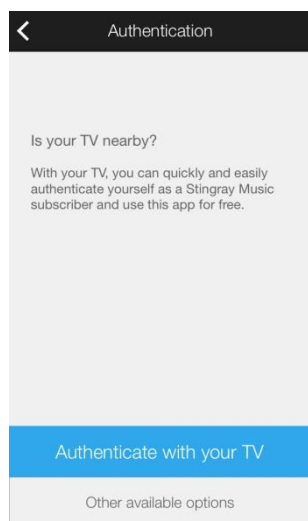 Authentication
Is your TV nearby?
With your TV, you can quickly and easily
authenticate yourself as a Stingray Music
subscriber and use this app for free.
Authenticate with your TV
Other available options